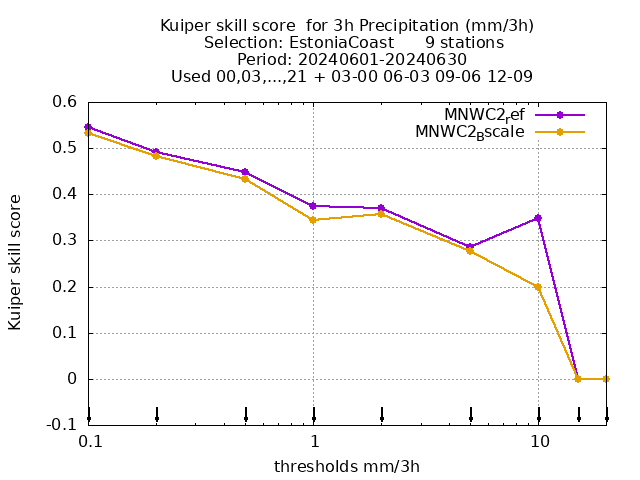 Kuiper skill score  for 3h Precipitation (mm/3h)
Selection: EstoniaCoast      9 stations
Period: 20240601-20240630
Used 00,03,...,21 + 03-00 06-03 09-06 12-09
MNWC2ref
MNWC2Bscale
Kuiper skill score
0.6
0.5
0.4
0.3
0.2
0.1
0
-0.1
0.1 1 10
thresholds mm/3h